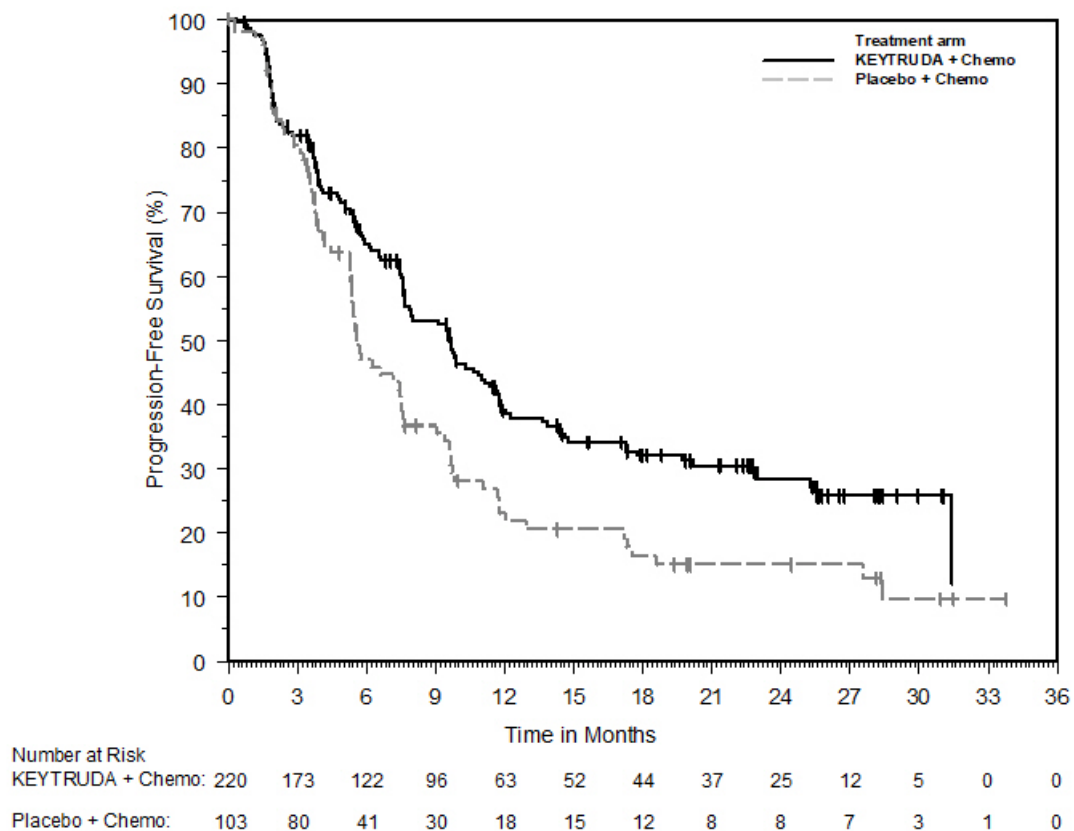 Treatment arm
KEYTRUDA + Chemo
Placebo + Chemo
Progression-Free Survival (%)
100
90
80
70
60
50
40
30
20
10
0
0 3 6 9 12 15 18 21 24 27 30 33 36
Time in Months
Number at Risk
KEYTRUDA + Chemo: 220 173 122 96 63 52 44 37 25 12 5 0 0
Placebo + Chemo: 103 80 41 30 18 15 12 8 8 7 3 1 0